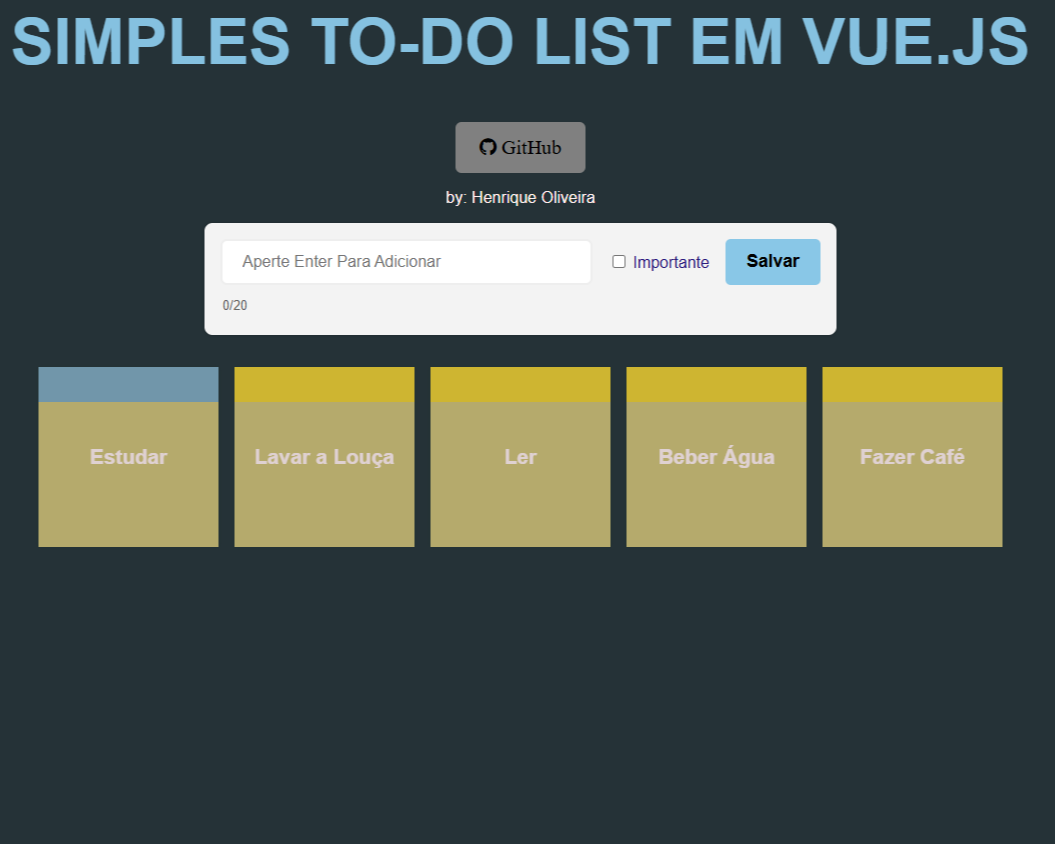 SIMPLES TO-DO LIST EM VUE.JS
GitHub
by: Henrique Oliveira
Aperte Enter Para Adicionar
Importante
Salvar
0/20
Estudar
Lavar a Louça
Ler
Beber Água
Fazer Café